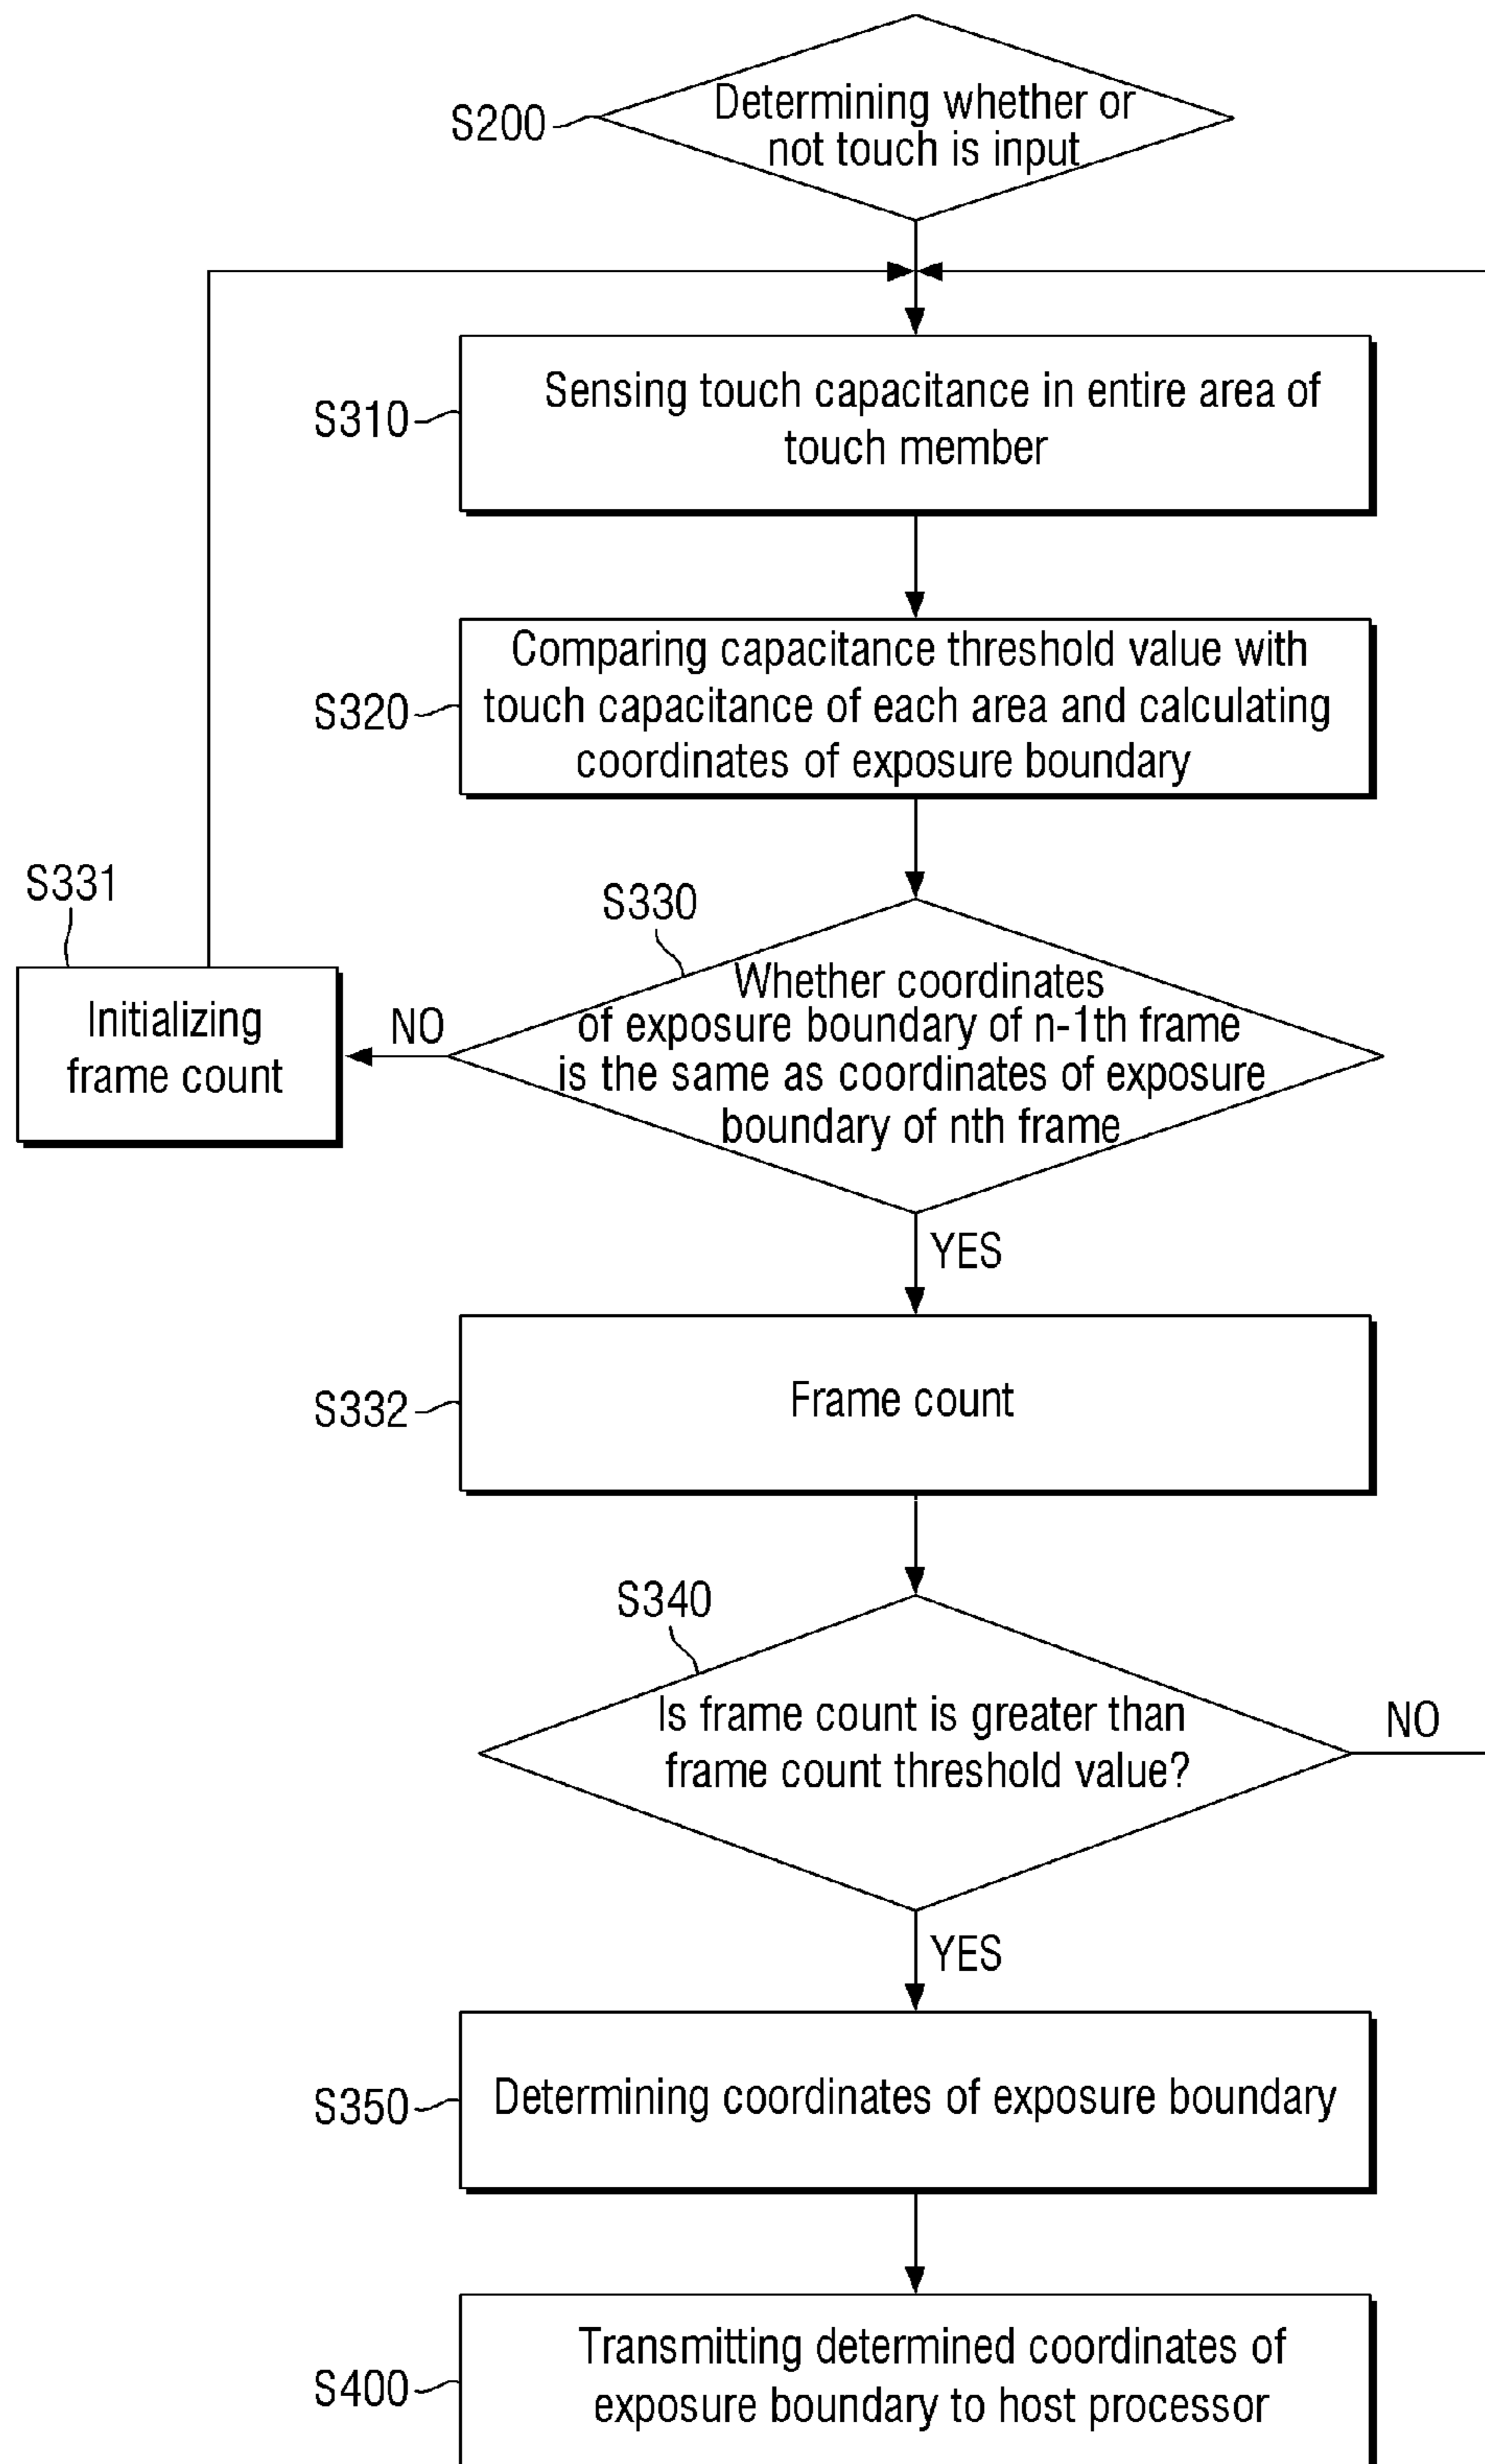 S200
Determining whether or
not touch is input
S310
Sensing touch capacitance in entire area of
touch member
S320
Comparing capacitance threshold value with
touch capacitance of each area and calculating
coordinates of exposure boundary
S331
Initializing
frame count
NO
S330
Whether coordinates
of exposure boundary of n-1th frame
is the same as coordinates of exposure
boundary of nth frame
YES
S332
Frame count
S340
Is frame count is greater than
frame count threshold value?
NO
YES
S350
Determining coordinates of exposure boundary
S400
Transmitting determined coordinates of
exposure boundary to host processor